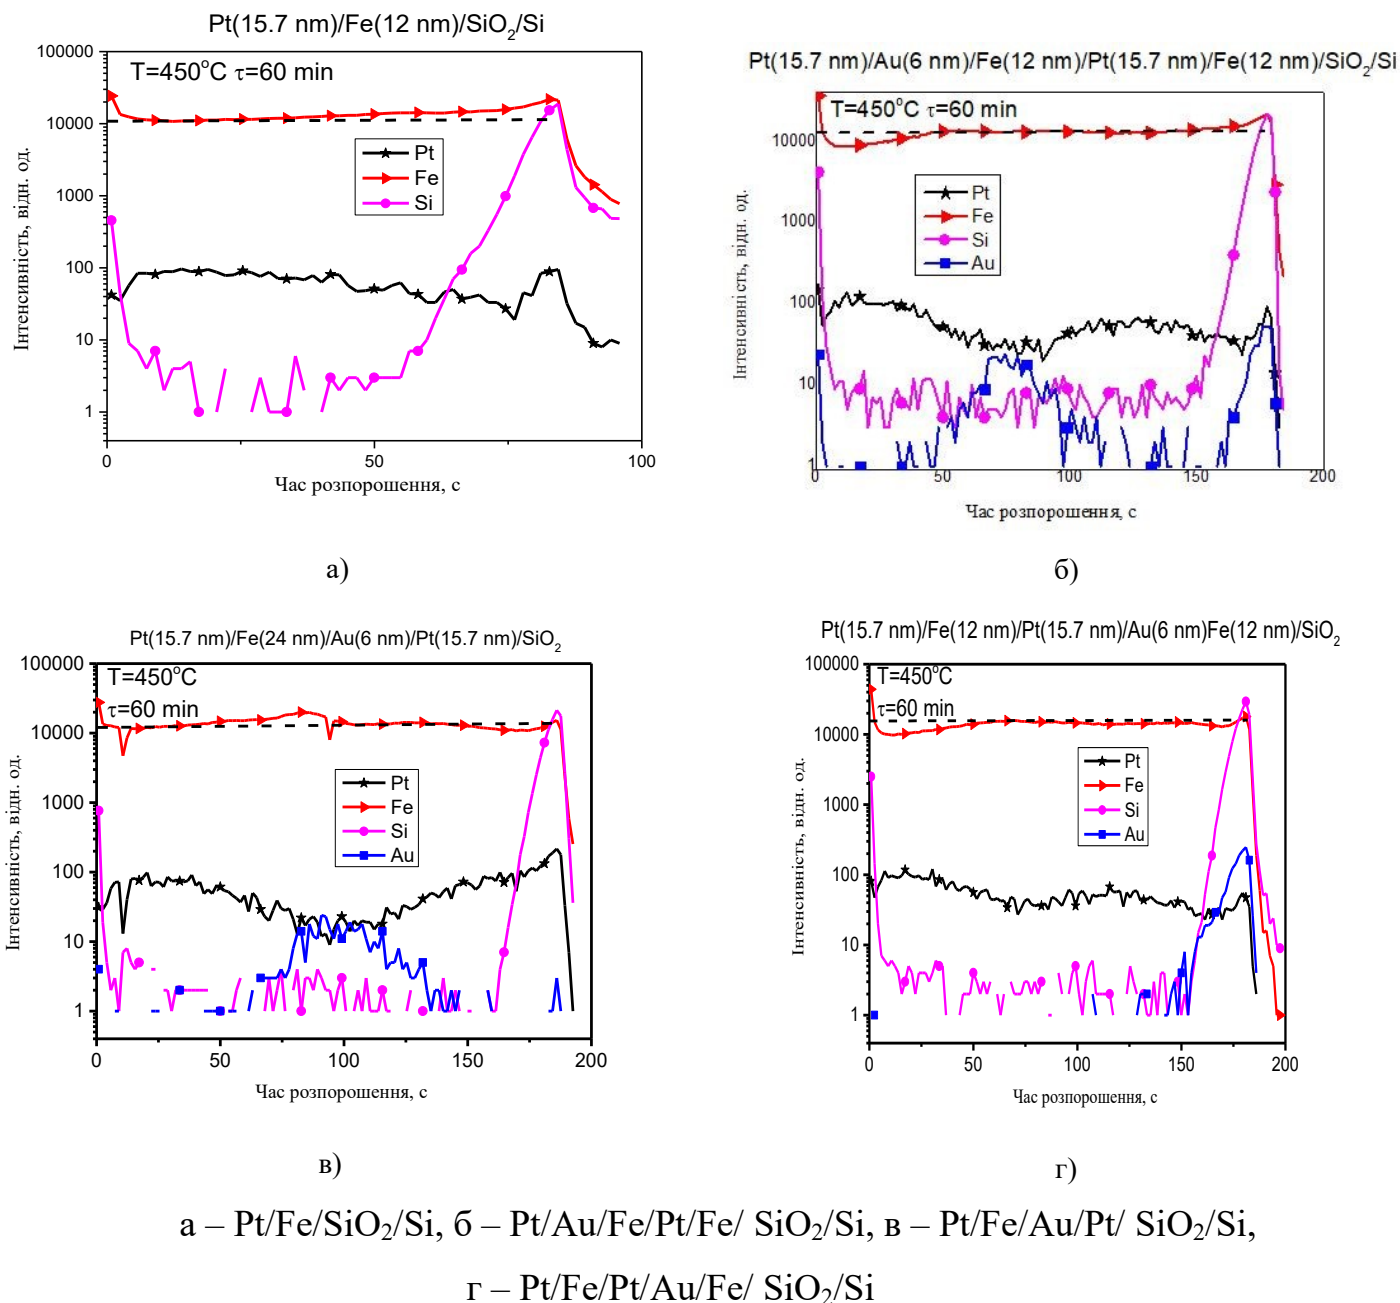 Pt(15.7 nm)/Fe(12 nm)/SiO2/Si
100000
10000
1000
100
10
1
T=450°C τ=60 min
Pt
Fe
Si
Інтенсивність, відн. од.
0
50
100
Час розпорошення, с
а)
Pt(15.7 nm)/Au(6 nm)/Fe(12 nm)/Pt(15.7 nm)/Fe(12 nm)/SiO2/Si
T=450°C τ=60 min
10000
1000
100
10
1
Pt
Fe
Si
Au
Інтенсивність, відн. од.
0
50
100
150
200
Час розпорошення, с
б)
Pt(15.7 nm)/Fe(24 nm)/Au(6 nm)/Pt(15.7 nm)/SiO2
100000
10000
1000
100
10
1
T=450°C
τ=60 min
Pt
Fe
Si
Au
Інтенсивність, відн. од.
0
50
100
150
200
Час розпорошення, с
в)
Pt(15.7 nm)/Fe(12 nm)/Pt(15.7 nm)/Au(6 nm)Fe(12 nm)/SiO2
100000
10000
1000
100
10
1
T=450°C
τ=60 min
Pt
Fe
Si
Au
Інтенсивність, відн. од.
0
50
100
150
200
Час розпорошення, с
г)
а – Pt/Fe/SiO2/Si, б – Pt/Au/Fe/Pt/Fe/ SiO2/Si, в – Pt/Fe/Au/Pt/ SiO2/Si,
г – Pt/Fe/Pt/Au/Fe/ SiO2/Si